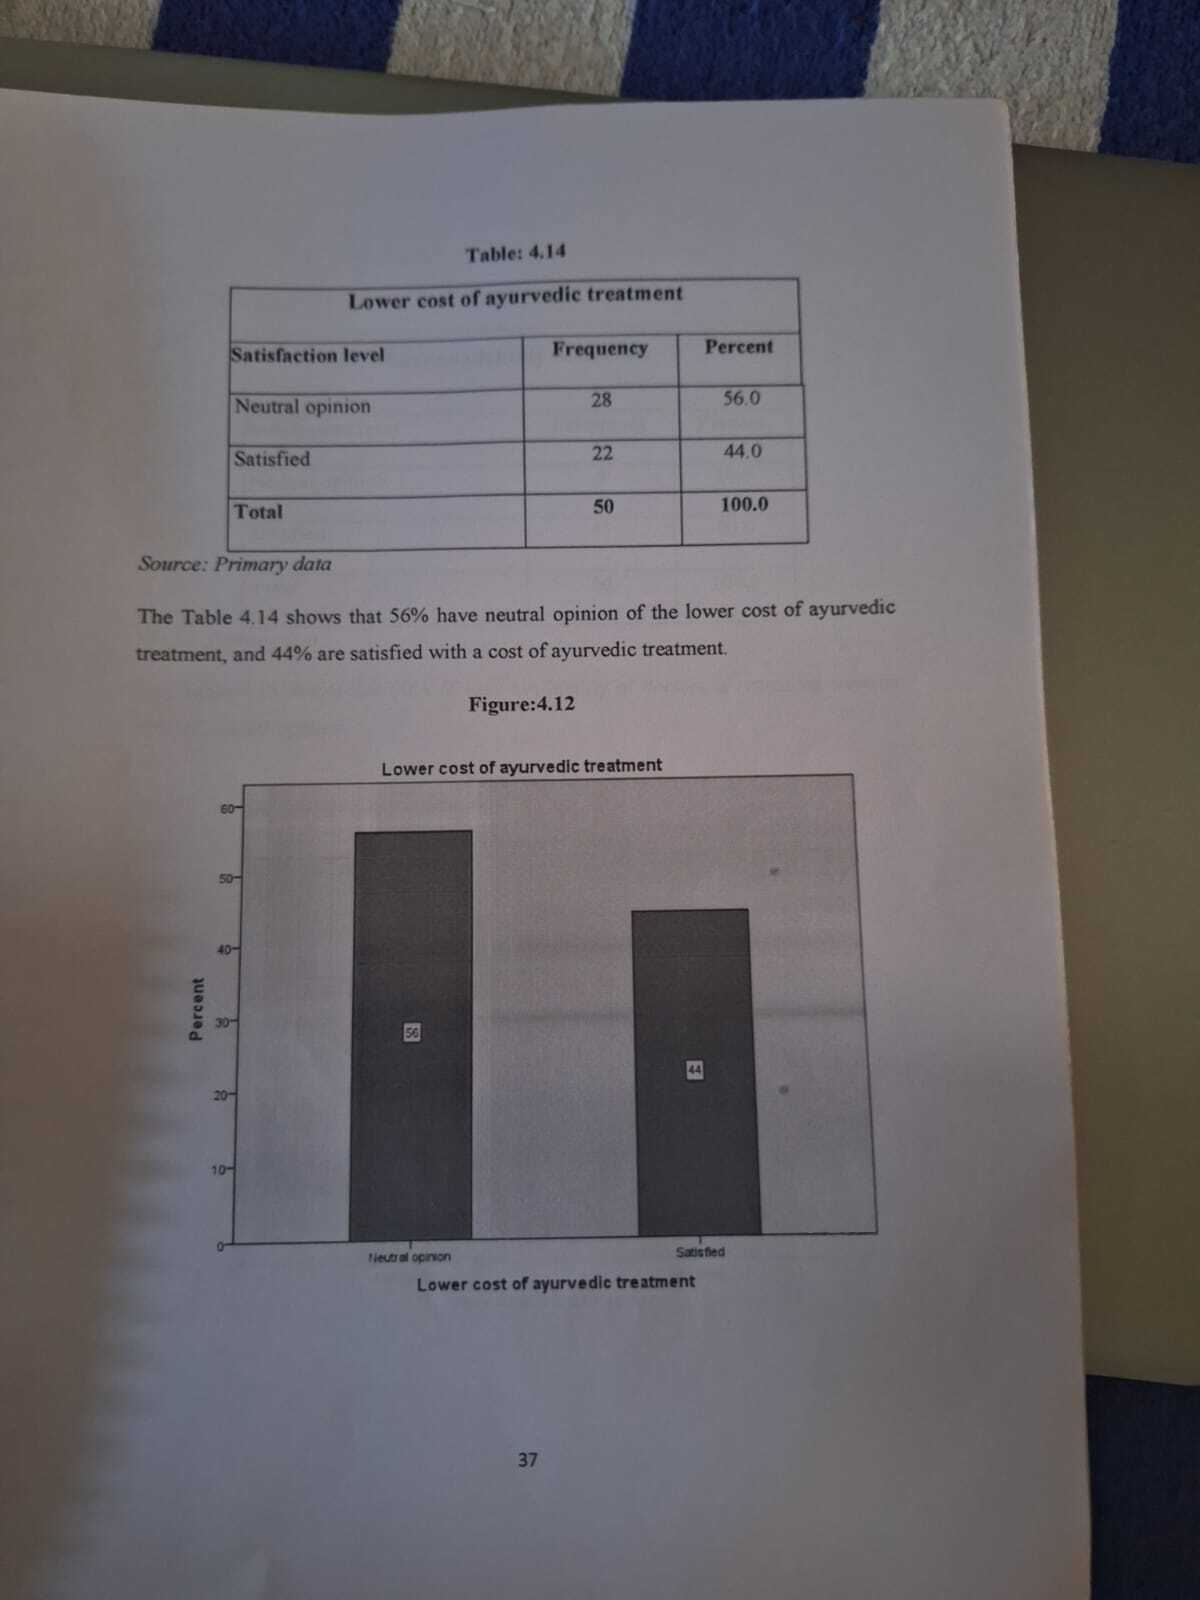 Table: 4.14
Lower cost of ayurvedic treatment
Satisfaction level Frequency Percent
Neutral opinion 28 56.0
Satisfied 22 44.0
Total 50 100.0
Source: Primary data
The Table 4.14 shows that 56% have neutral opinion of the lower cost of ayurvedic
treatment, and 44% are satisfied with a cost of ayurvedic treatment.
Figure:4.12
Lower cost of ayurvedic treatment
60
50
40
30
20
10
0
Percent
56
44
Neutral opinion Satisfied
Lower cost of ayurvedic treatment
37